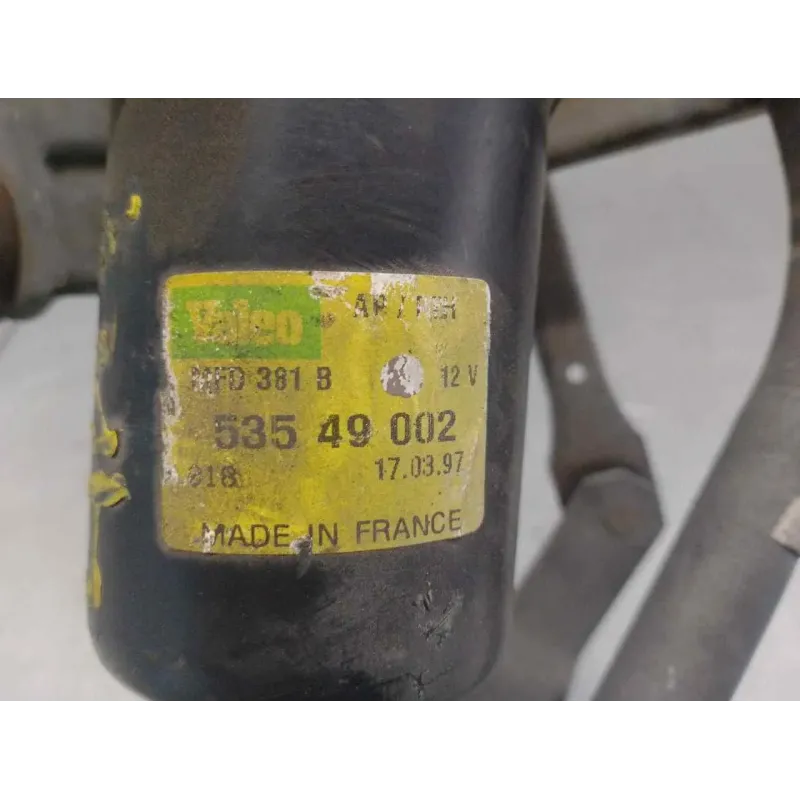 Valeo
MFD 381 B 12 V
535 49 002
17.03.97
MADE IN FRANCE